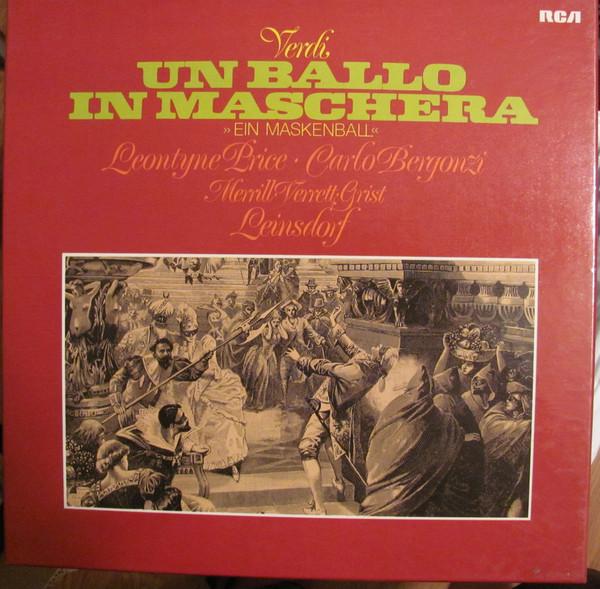 RCA
Verdi
UN BALLO
IN MASCHERA
»EIN MASKENBALL«
Leontyne Price · Carlo Bergonzi
Merrill·Verrett·Grist
Leinsdorf